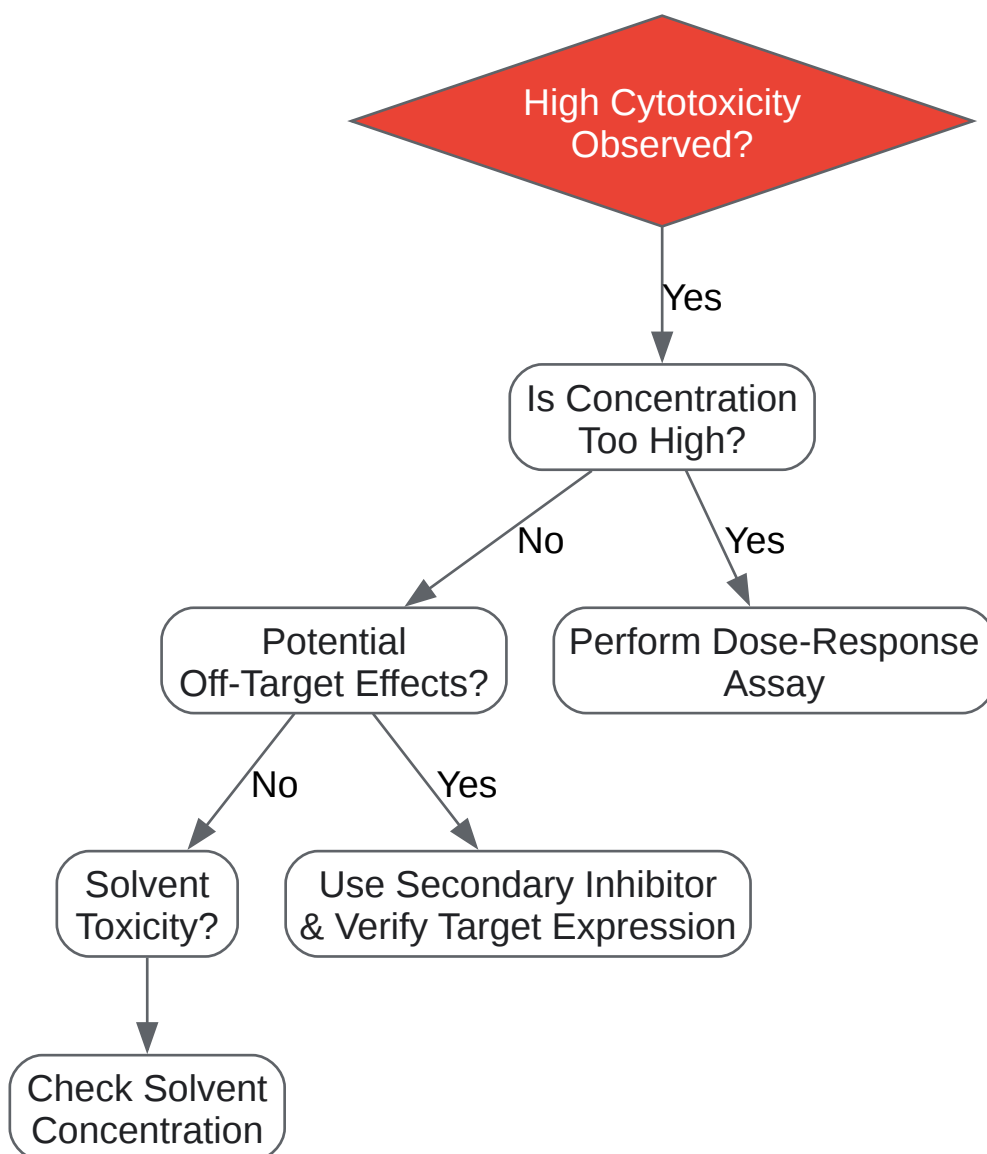 High Cytotoxicity
Observed?
Yes
Is Concentration
Too High?
No
Yes
Potential
Off-Target Effects?
Perform Dose-Response
Assay
No
Yes
Solvent
Toxicity?
Use Secondary Inhibitor
& Verify Target Expression
Check Solvent
Concentration